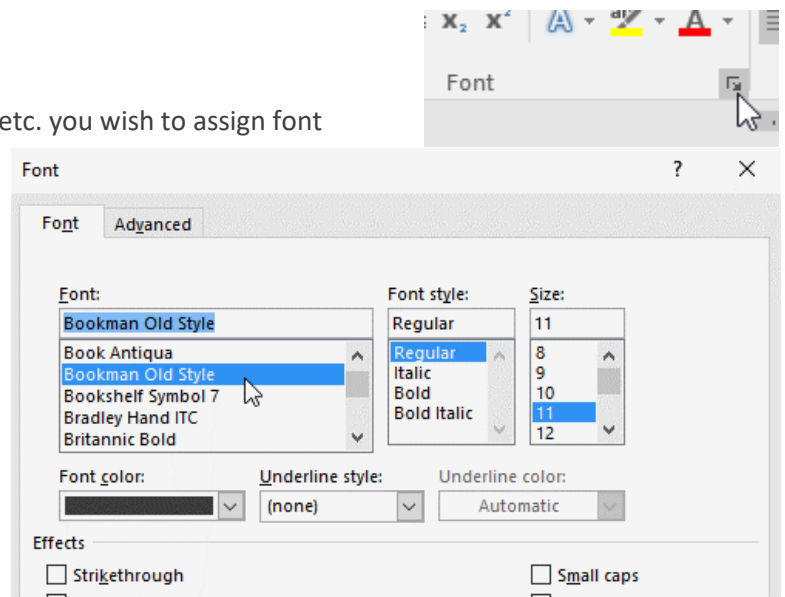 X₂ X² A aly A
Font
etc. you wish to assign font
Font ? ×
Font Advanced
Font: Font style: Size:
Bookman Old Style Regular 11
Book Antiqua Regular 8
Bookman Old Style Italic 9
Bookshelf Symbol 7 Bold 10
Bradley Hand ITC Bold Italic 11
Britannic Bold 12
Font color: Underline style: Underline color:
(none) Automatic
Effects
Strikethrough Small caps